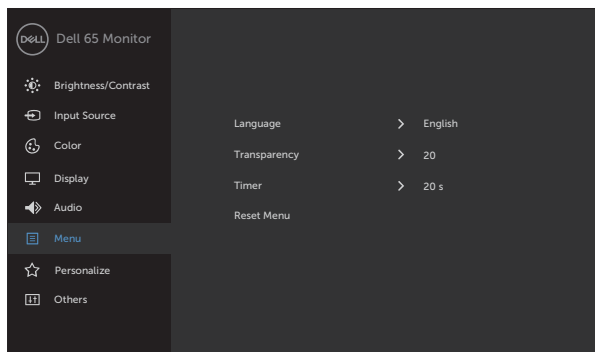 DELL Dell 65 Monitor
Brightness/Contrast
Input Source
Color
Display
Audio
Menu
Personalize
Others
Language > English
Transparency > 20
Timer > 20 s
Reset Menu